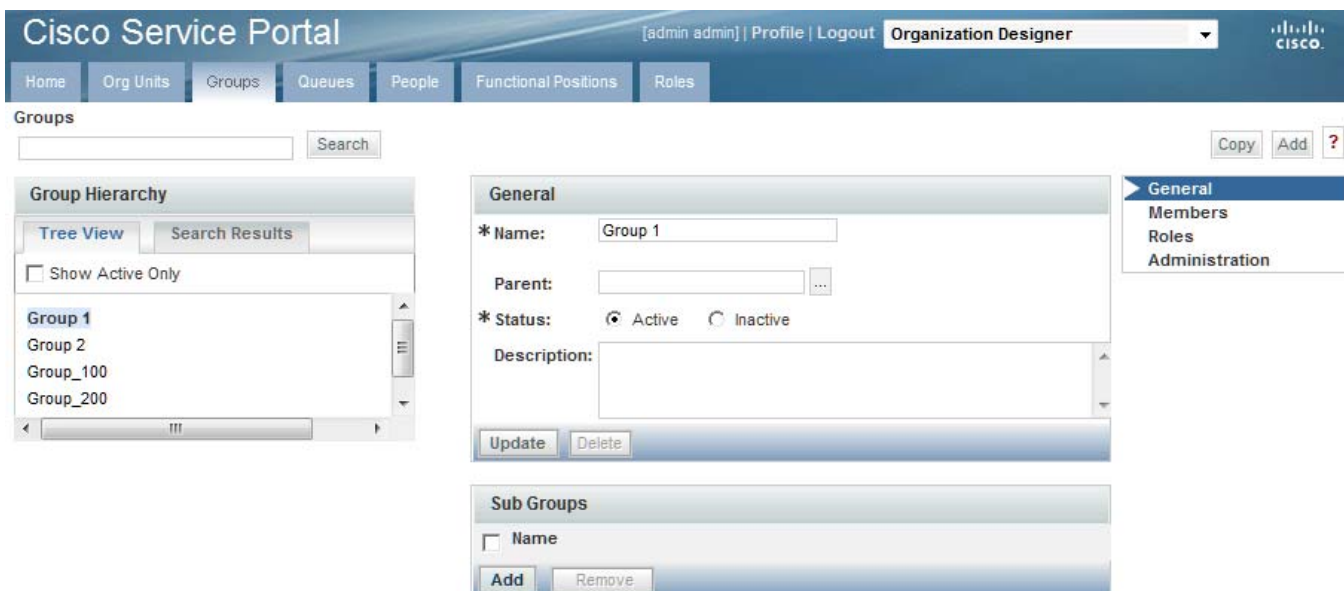 Cisco Service Portal
[admin admin] | Profile | Logout
Organization Designer
CISCO.
Home
Org Units
Groups
Queues
People
Functional Positions
Roles
Groups
Search
Copy
Add
?
Group Hierarchy
Tree View
Search Results
Show Active Only
Group 1
Group 2
Group_100
Group_200
General
* Name:
Group 1
Parent:
...
* Status:
Active
Inactive
Description:
Update
Delete
Sub Groups
Name
Add
Remove
General
Members
Roles
Administration